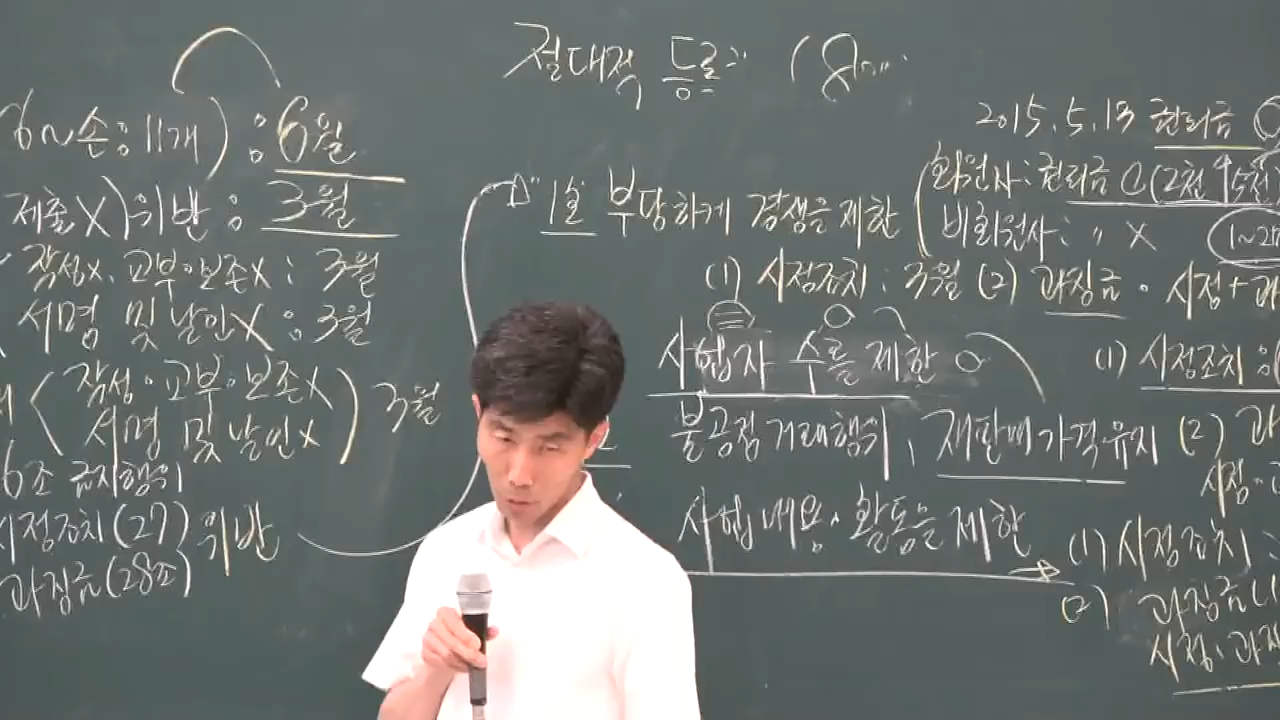 절대적 등록
손 11개) : 6월
제출X) 위반 : 3월
작성X. 교부·보존X : 3월
서명 및 날인X : 3월
작성·교부·보존X
서명 및 날인X
3월
6조 금지행위
시정조치(27) 위반
과징금(28조)
2015.5.13 권리금
1호 부당하게 경쟁을 제한
회원사 : 권리금 (2천 5천
비회원사 : " X
(1) 시정조치 : 3월 (2) 과징금 · 시정+과
사업자 수를 제한
(1) 시정조치
불공정거래행위, 재판매가격유지
(2) 과
시정·
사업내용·활동을 제한
(1) 시정조치 :
(2) 과징금
시정·과징